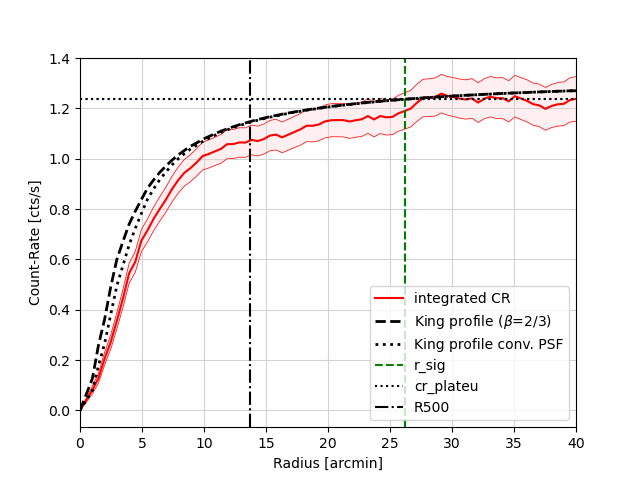 1.4
1.2
1.0
0.8
0.6
0.4
0.2
0.0
Count-Rate [cts/s]
integrated CR
King profile (β=2/3)
King profile conv. PSF
r_sig
cr_plateu
R500
0 5 10 15 20 25 30 35 40
Radius [arcmin]